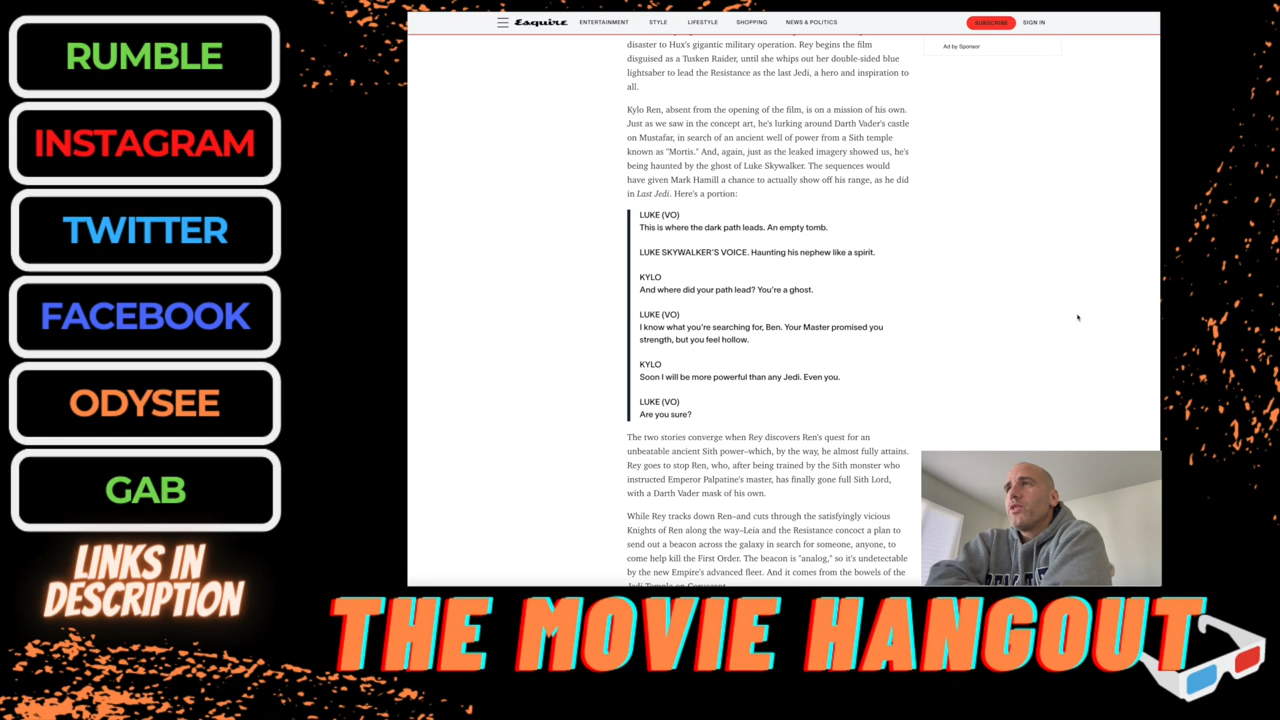 RUMBLE
INSTAGRAM
TWITTER
FACEBOOK
ODYSEE
GAB
LINKS IN
DESCRIPTION
Esquire
ENTERTAINMENT
STYLE
LIFESTYLE
SHOPPING
NEWS & POLITICS
SUBSCRIBE
SIGN IN
Ad by Sponsor
disaster to Hux's gigantic military operation. Rey begins the film
disguised as a Tusken Raider, until she whips out her double-sided blue
lightsaber to lead the Resistance as the last Jedi, a hero and inspiration to
all.
Kylo Ren, absent from the opening of the film, is on a mission of his own.
Just as we saw in the concept art, he's lurking around Darth Vader's castle
on Mustafar, in search of an ancient well of power from a Sith temple
known as "Mortis." And, again, just as the leaked imagery showed us, he's
being haunted by the ghost of Luke Skywalker. The sequences would
have given Mark Hamill a chance to actually show off his range, as he did
in Last Jedi. Here's a portion:
LUKE (VO)
This is where the dark path leads. An empty tomb.
LUKE SKYWALKER'S VOICE. Haunting his nephew like a spirit.
KYLO
And where did your path lead? You're a ghost.
LUKE (VO)
I know what you're searching for, Ben. Your Master promised you
strength, but you feel hollow.
KYLO
Soon I will be more powerful than any Jedi. Even you.
LUKE (VO)
Are you sure?
The two stories converge when Rey discovers Ren's quest for an
unbeatable ancient Sith power–which, by the way, he almost fully attains.
Rey goes to stop Ren, who, after being trained by the Sith monster who
instructed Emperor Palpatine's master, has finally gone full Sith Lord,
with a Darth Vader mask of his own.
While Rey tracks down Ren–and cuts through the satisfyingly vicious
Knights of Ren along the way–Leia and the Resistance concoct a plan to
send out a beacon across the galaxy in search for someone, anyone, to
come help kill the First Order. The beacon is "analog," so it's undetectable
by the new Empire's advanced fleet. And it comes from the bowels of the
Jedi Temple on Coruscant.
THE MOVIE HANGOUT